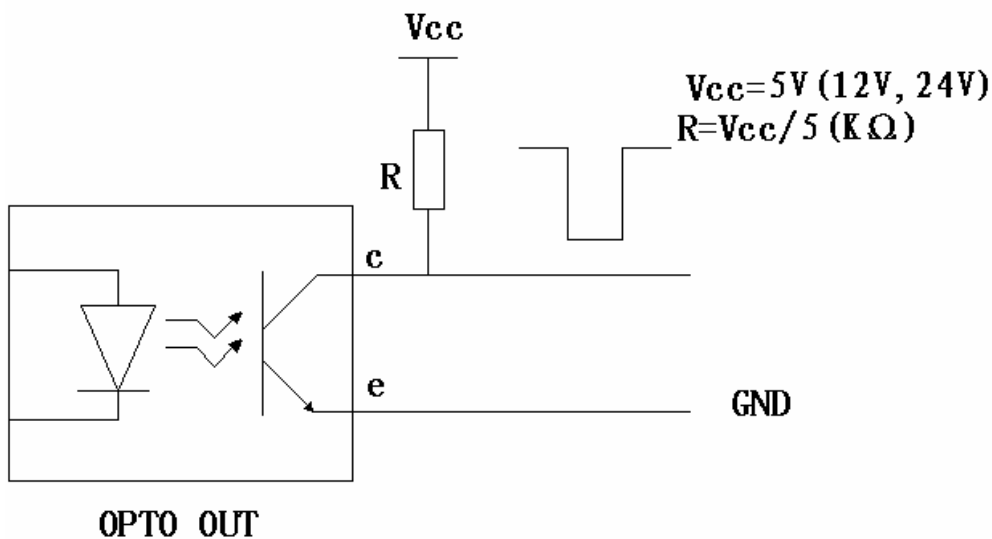 Vcc
Vcc=5V(12V, 24V)
R=Vcc/5(KΩ)
R
c
e
GND
OPTO OUT